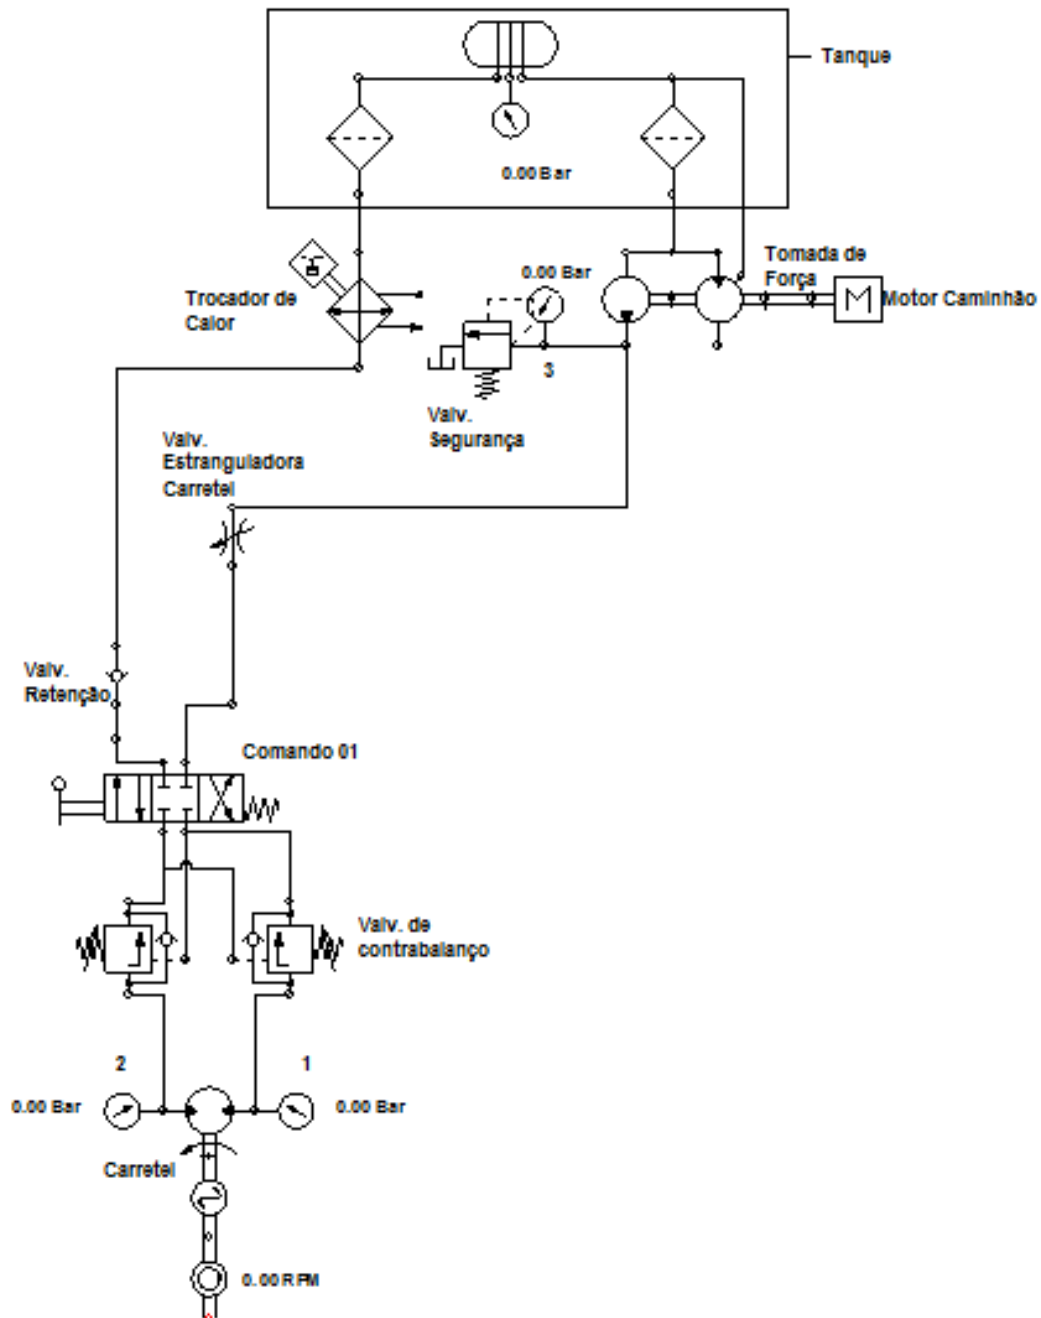 Tanque
0.00 Bar
Tomada de
Força
0.00 Bar
Trocador de
Calor
M
Motor Caminhão
3
Valv.
Segurança
Valv.
Estranguladora
Carretel
Valv.
Retenção
Comando 01
Valv. de
contrabalanço
2
1
0.00 Bar
0.00 Bar
Carretel
0.00 RPM